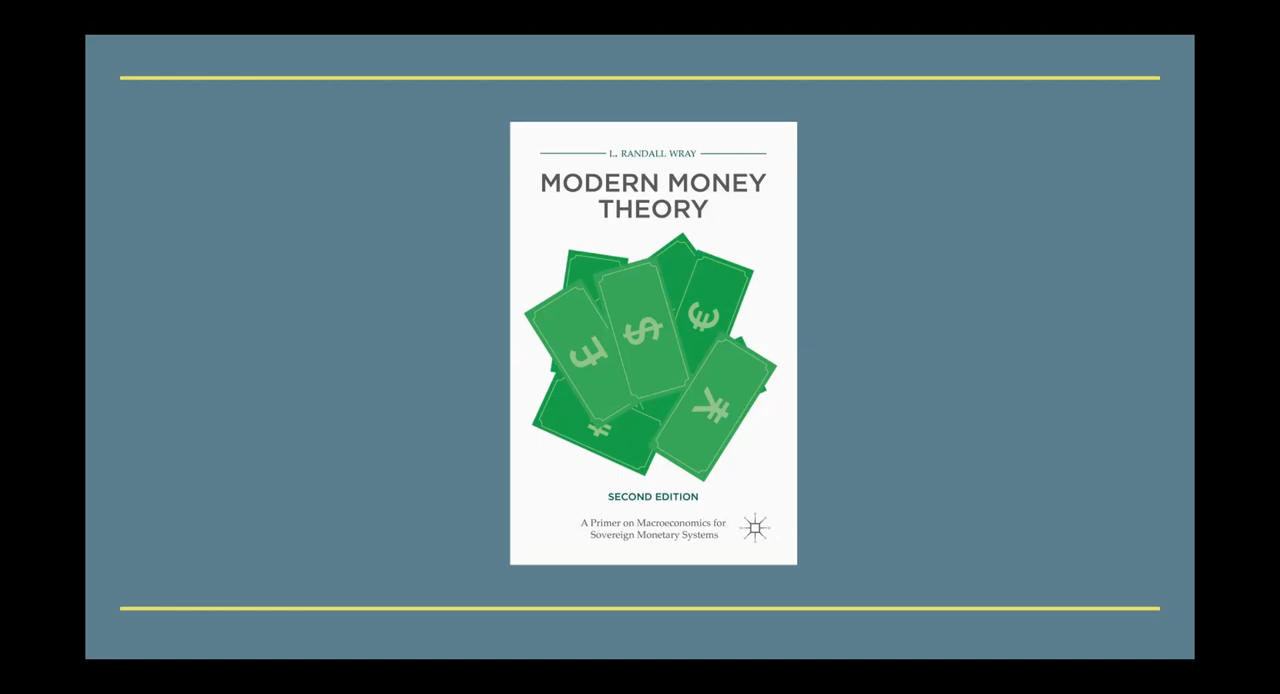 L. RANDALL WRAY
MODERN MONEY
THEORY
£
$
€
¥
SECOND EDITION
A Primer on Macroeconomics for
Sovereign Monetary Systems